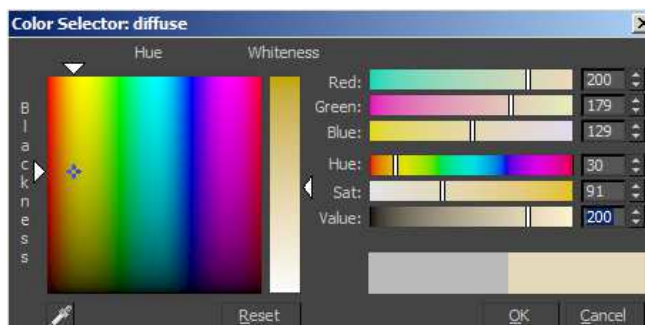 Color Selector: diffuse
Hue
Whiteness
Blackness
Red: 200
Green: 179
Blue: 129
Hue: 30
Sat: 91
Value: 200
Reset
OK
Cancel